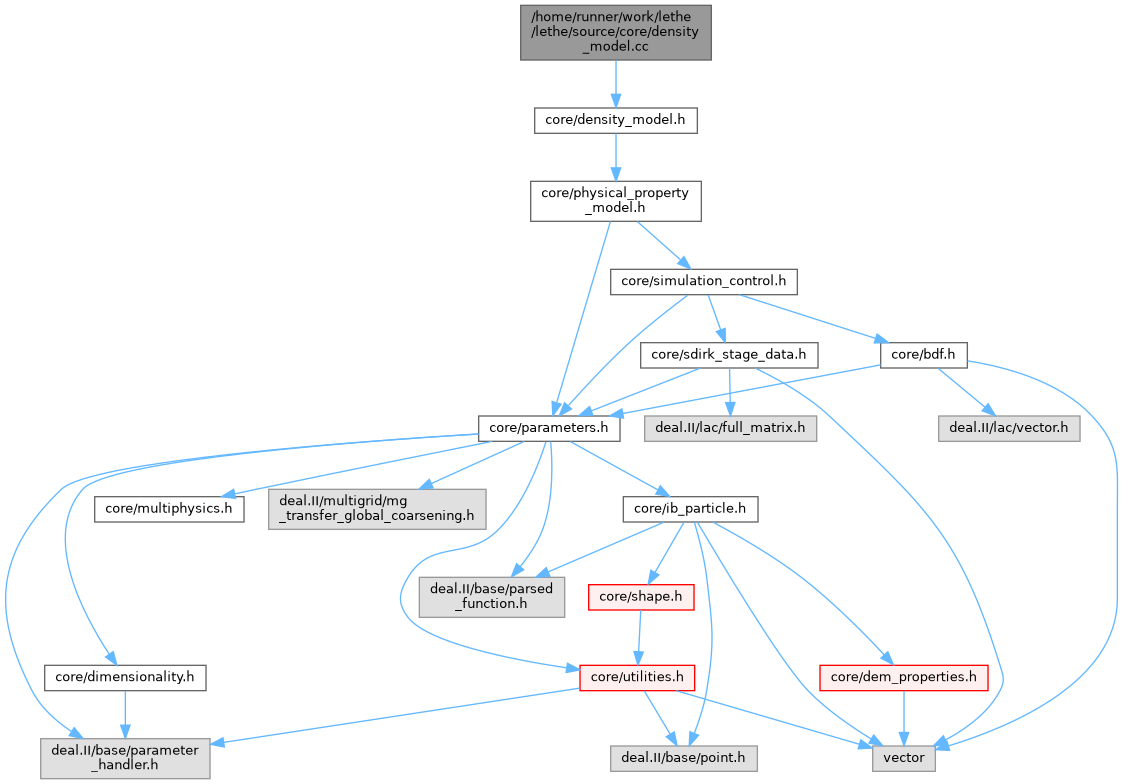 /home/runner/work/lethe
/lethe/source/core/density
_model.cc
core/density_model.h
core/physical_property
_model.h
core/simulation_control.h
core/sdirk_stage_data.h
core/bdf.h
core/parameters.h
deal.II/lac/full_matrix.h
deal.II/lac/vector.h
core/multiphysics.h
deal.II/multigrid/mg
_transfer_global_coarsening.h
core/ib_particle.h
deal.II/base/parsed
_function.h
core/shape.h
core/dimensionality.h
core/utilities.h
core/dem_properties.h
deal.II/base/parameter
_handler.h
deal.II/base/point.h
vector